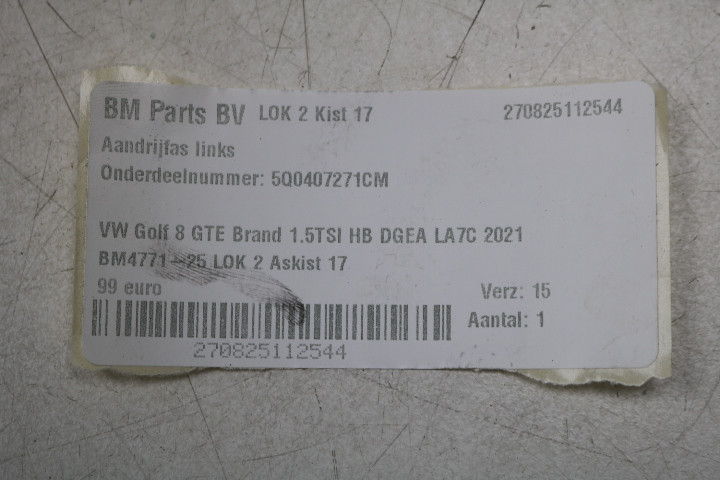 BM Parts BV LOK 2 Kist 17 270825112544
Aandrijfas links
Onderdeelnummer: 5Q0407271CM
VW Golf 8 GTE Brand 1.5TSI HB DGEA LA7C 2021
BM4771-25 LOK 2 Askist 17
99 euro Verz: 15
Aantal: 1
270825112544